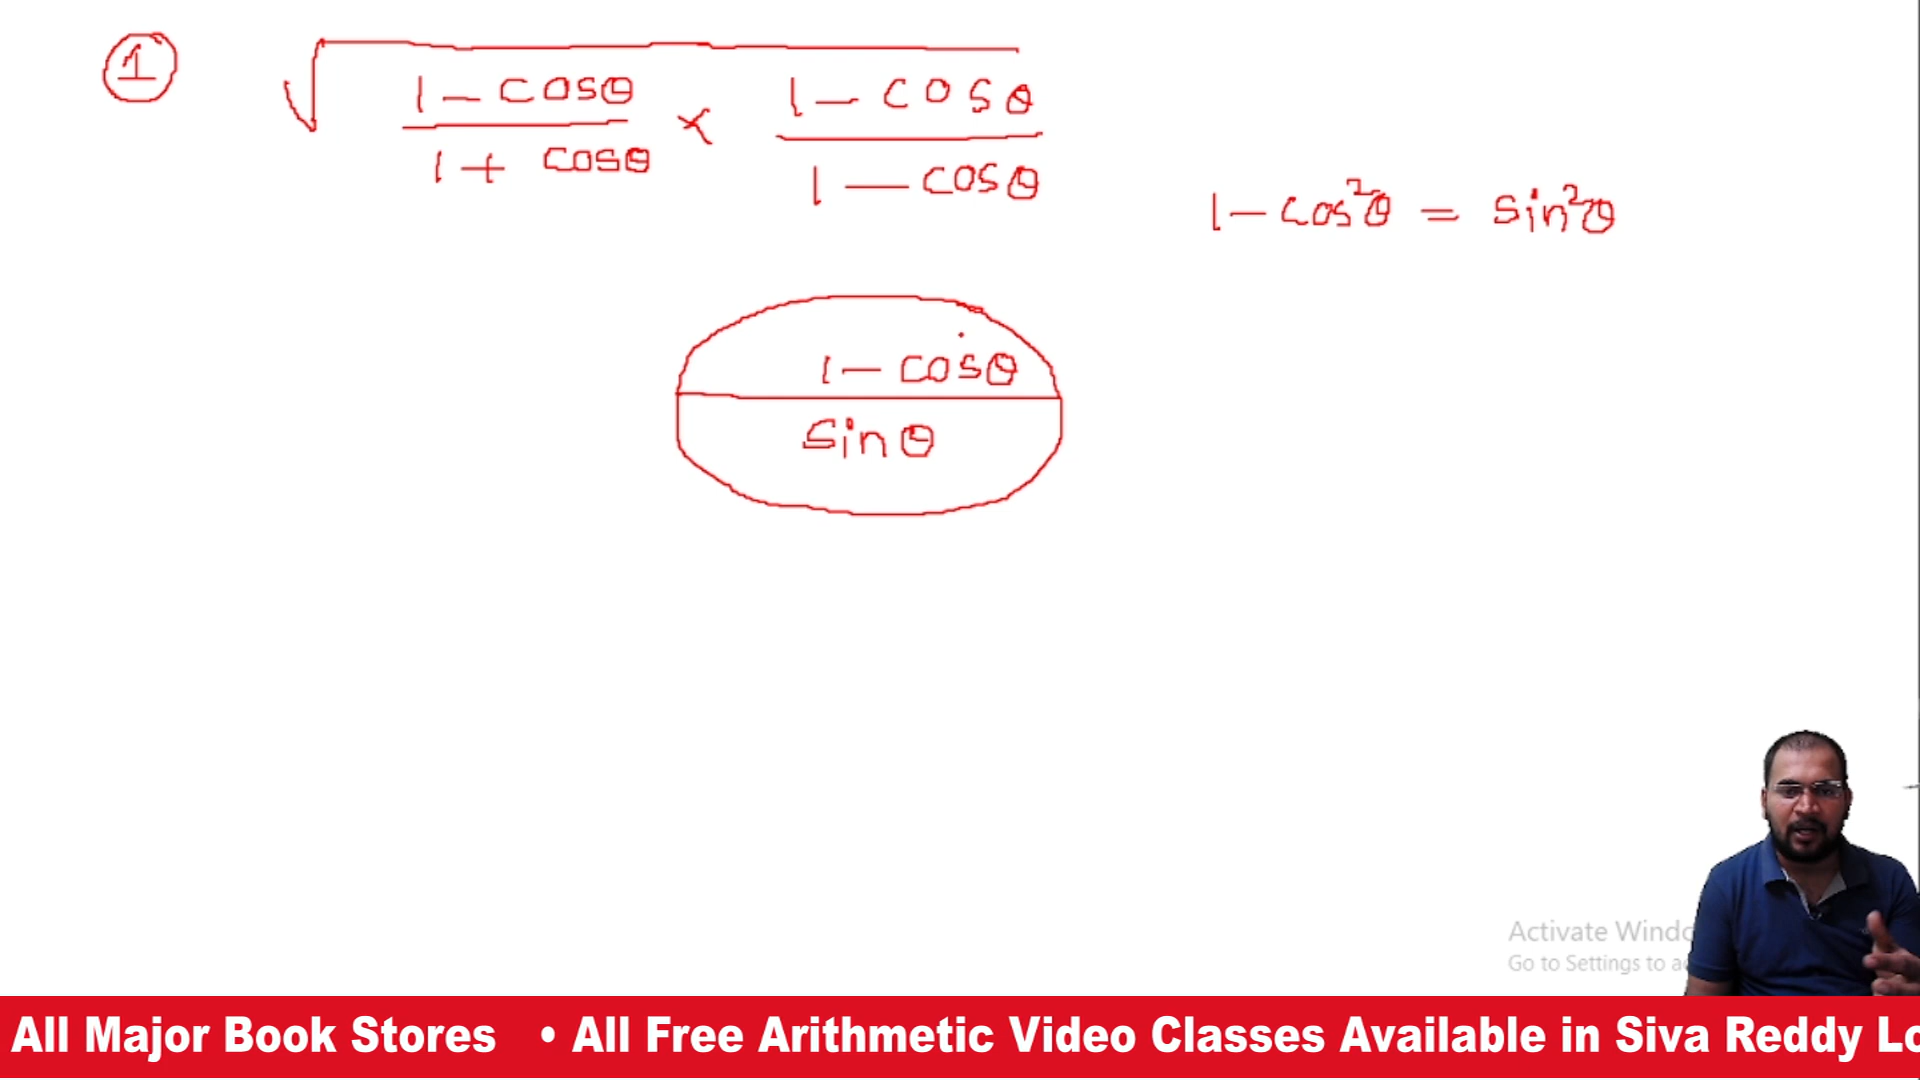 1
√ 1 - cosθ / 1 + cosθ × 1 - cosθ / 1 - cosθ
1 - cos²θ = sin²θ
1 - cosθ
sinθ
Activate Windo
Go to Settings to a
All Major Book Stores • All Free Arithmetic Video Classes Available in Siva Reddy Lo